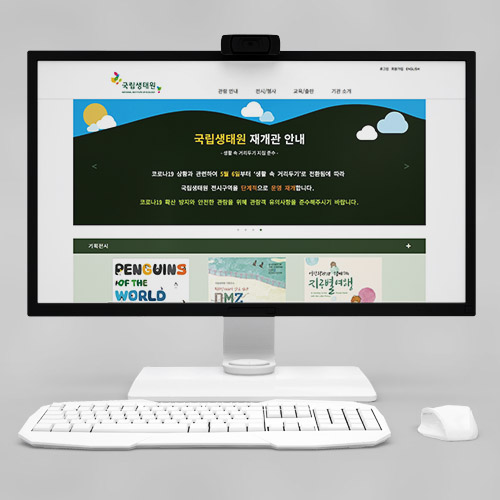 로그인 회원가입 ENGLISH
국립생태원
관람 안내 전시/행사 교육/출판 기관 소개
국립생태원 재개관 안내
- 생활 속 거리두기 지침 준수 -
코로나19 상황과 관련하여 5월 6일부터 '생활 속 거리두기'로 전환됨에 따라
국립생태원 전시구역을 단계적으로 운영 재개합니다.
코로나19 확산 방지와 안전한 관람을 위해 관람객 유의사항을 준수해주시기 바랍니다.
기획전시 +
PENGUINS
OF THE
WORLD
DMZ
지구별여행